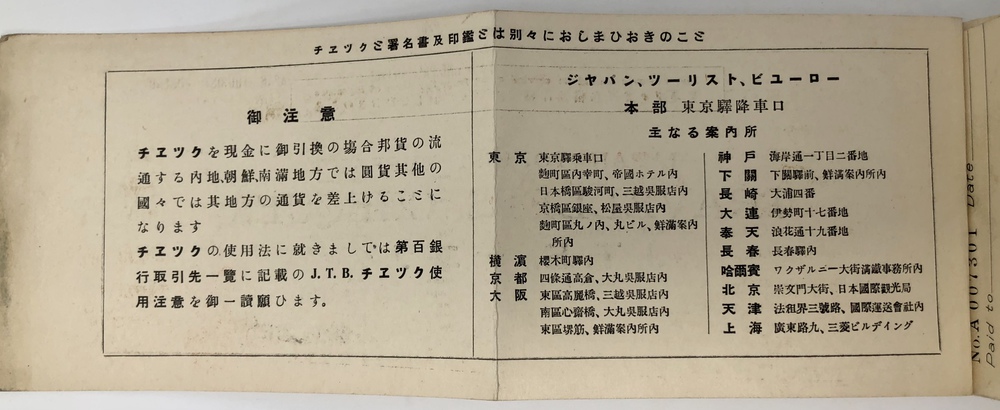 チヱツクと署名書及印鑑とは別々におしまひおきのこと
御注意
チヱツクを現金に御引換の塲合邦貨の流
通する內地、朝鮮、南滿地方では圓貨其他の
國々では其地方の通貨を差上けることに
なります
チヱツクの使用法に就きましては第百銀
行取引先一覽に記載のJ.T.B.チヱツク使
用注意を御一讀願ひます。
ジヤパン、ツーリスト、ビユーロー
本部 東京驛降車口
主なる案內所
東京 東京驛乘車口
麴町區內幸町、帝國ホテル內
日本橋區駿河町、三越吳服店內
京橋區銀座、松屋吳服店內
麴町區丸ノ內、丸ビル、鮮滿案內
所內
橫濱 櫻木町驛內
京都 四條通高倉、大丸吳服店內
大阪 東區高麗橋、三越吳服店內
南區心齋橋、大丸吳服店內
東區堺筋、鮮滿案內所內
神戶 海岸通一丁目二番地
下關 下關驛前、鮮滿案內所內
長崎 大浦四番
大連 伊勢町十七番地
奉天 浪花通十九番地
長春 長春驛內
哈爾賓 ワクザルニー大街滿鐵事務所內
北京 崇文門大街、日本國際觀光局
天津 法租界三號路、國際運送會社內
上海 廣東路九、三菱ビルデイング
No.A 007301 Date
Paid to